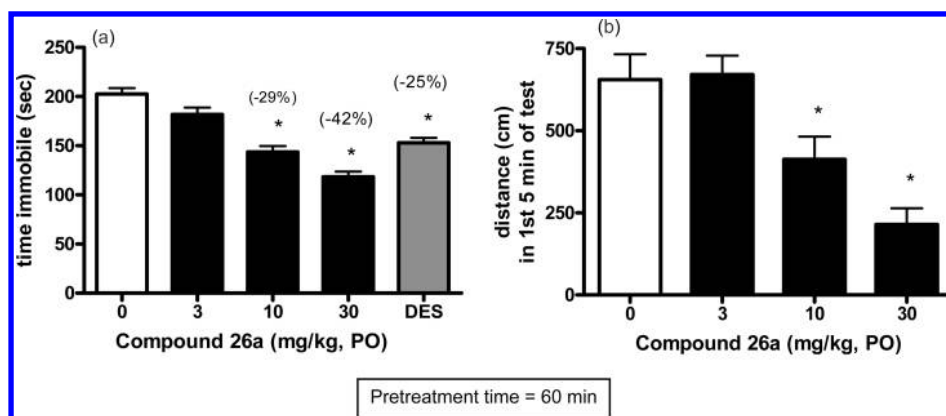 (a)
250
200
150
100
50
0
time immobile (sec)
(-29%)
*
(-42%)
*
(-25%)
*
0 3 10 30 DES
Compound 26a (mg/kg, PO)
(b)
750
500
250
0
distance (cm)
in 1st 5 min of test
*
*
0 3 10 30
Compound 26a (mg/kg, PO)
Pretreatment time = 60 min